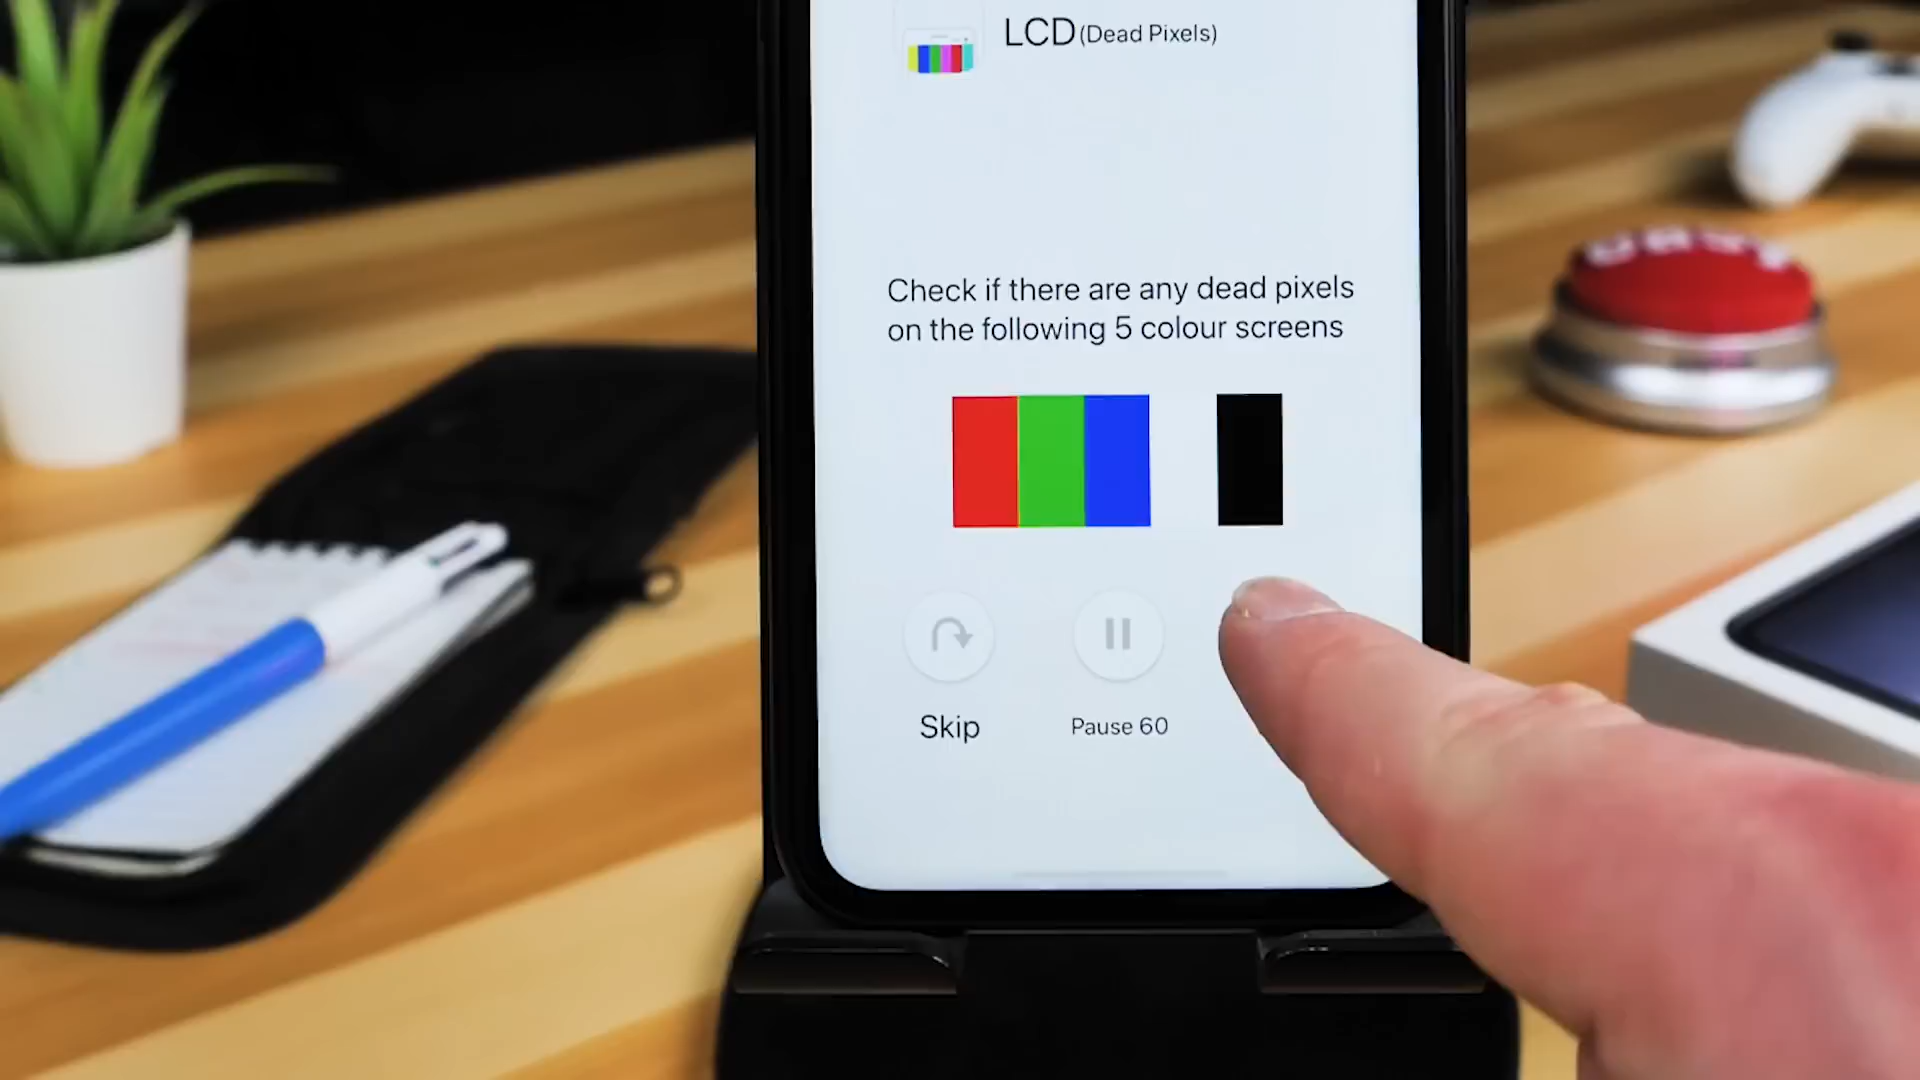 LCD (Dead Pixels)
Check if there are any dead pixels
on the following 5 colour screens
Skip
Pause 60